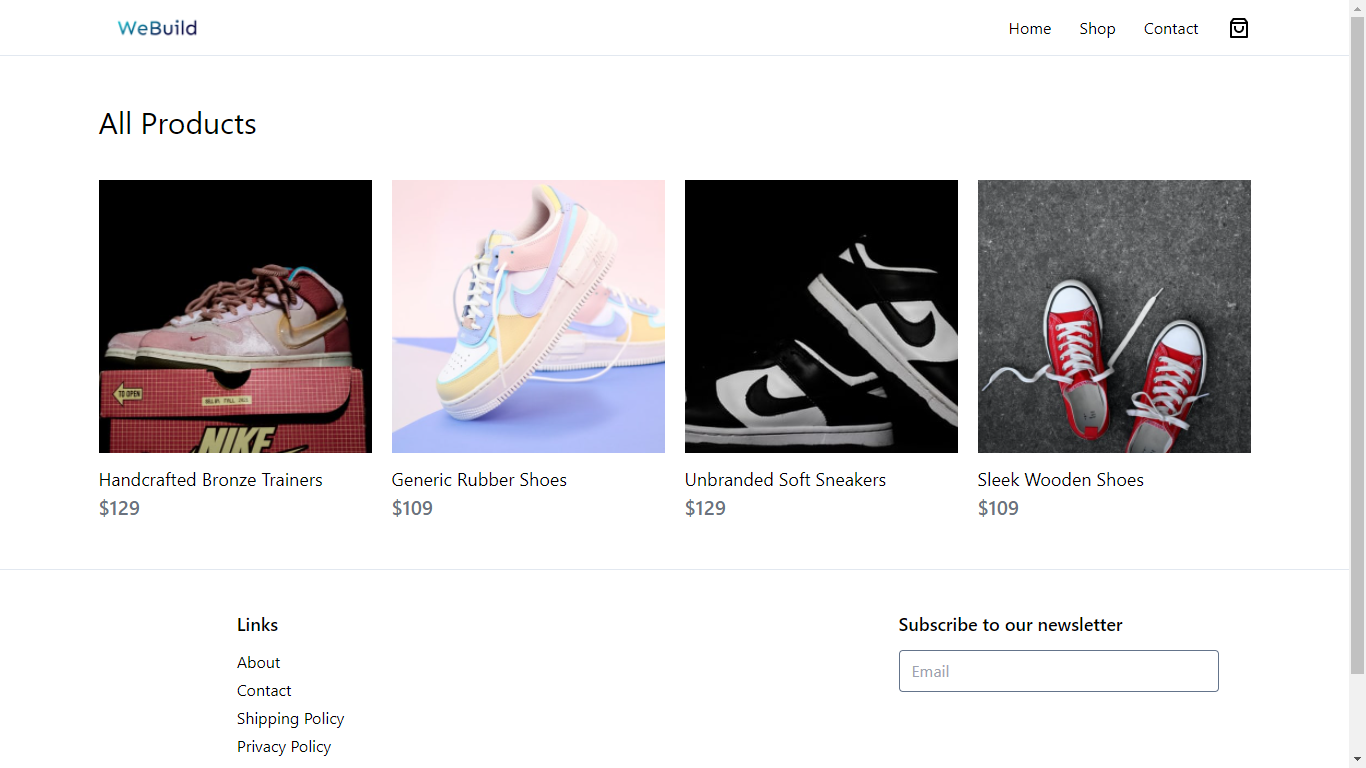 WeBuild
Home Shop Contact
All Products
TO OPEN
NIKE
Handcrafted Bronze Trainers
$129
Generic Rubber Shoes
$109
Unbranded Soft Sneakers
$129
Sleek Wooden Shoes
$109
Links
About
Contact
Shipping Policy
Privacy Policy
Subscribe to our newsletter
Email